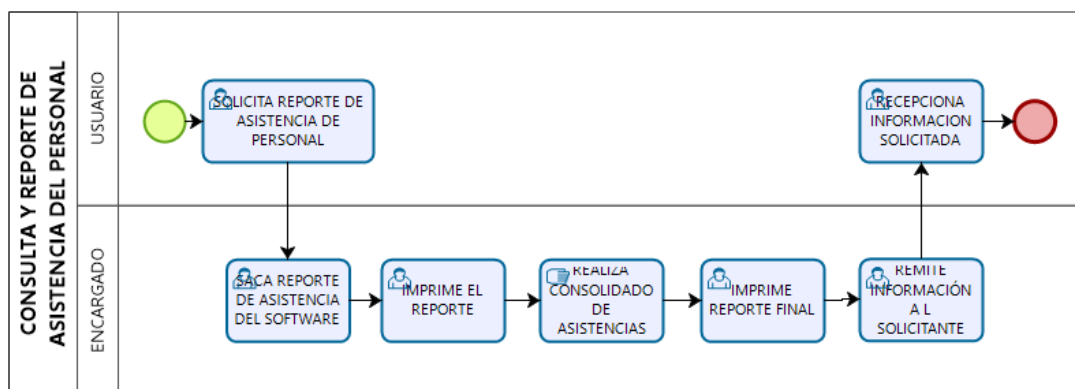 CONSULTA Y REPORTE DE
ASISTENCIA DEL PERSONAL
USUARIO
SOLICITA REPORTE DE
ASISTENCIA DE
PERSONAL
RECEPCIONA
INFORMACION
SOLICITADA
ENCARGADO
SACA REPORTE
DE ASISTENCIA
DEL SOFTWARE
IMPRIME EL
REPORTE
REALIZA
CONSOLIDADO
DE
ASISTENCIAS
IMPRIME
REPORTE FINAL
REMITE
INFORMACIÓN
A L
SOLICITANTE